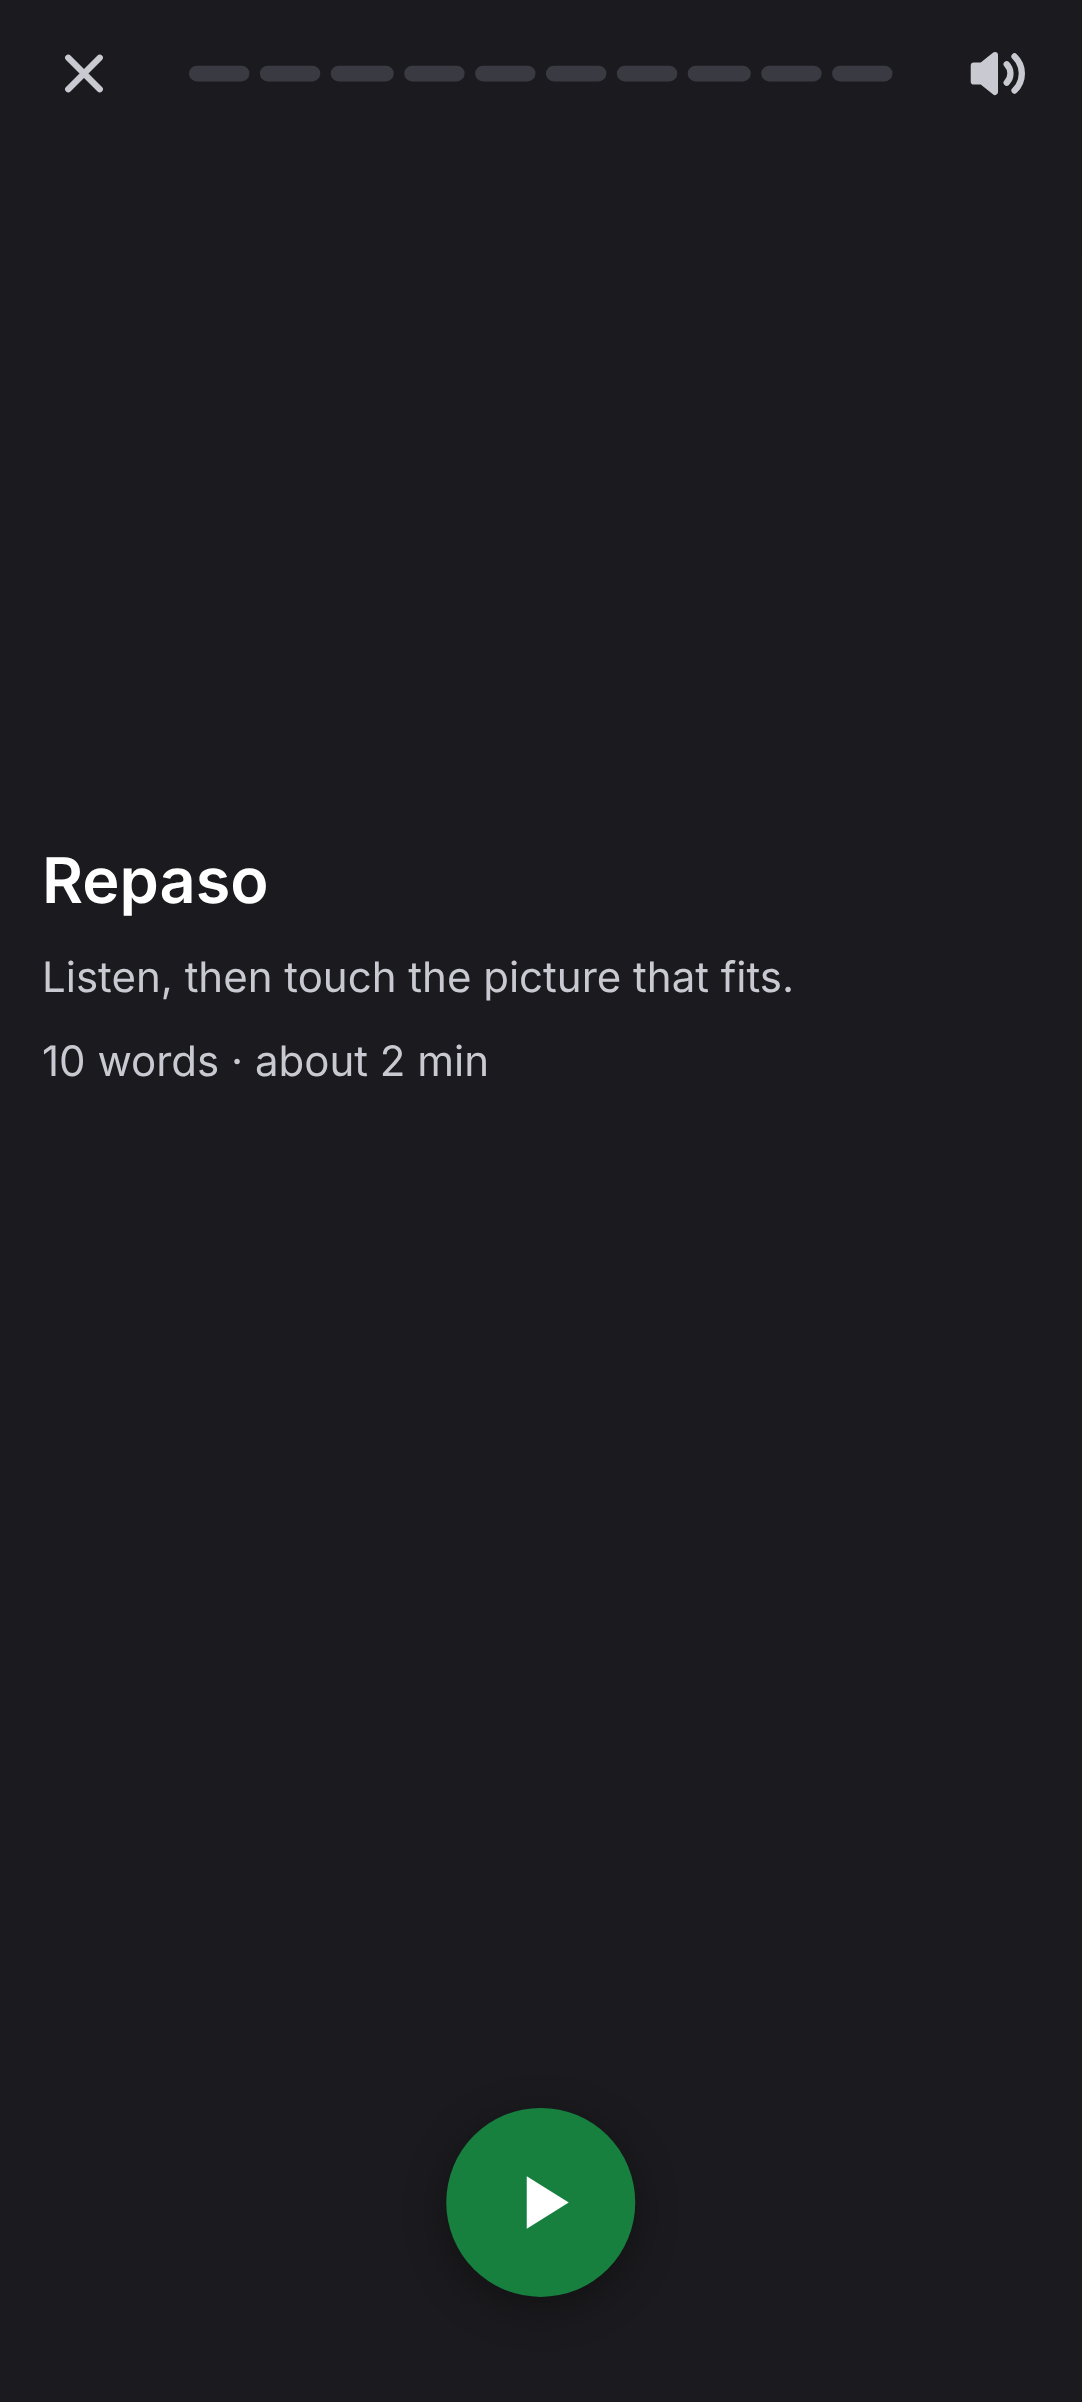 Repaso
Listen, then touch the picture that fits.
10 words · about 2 min